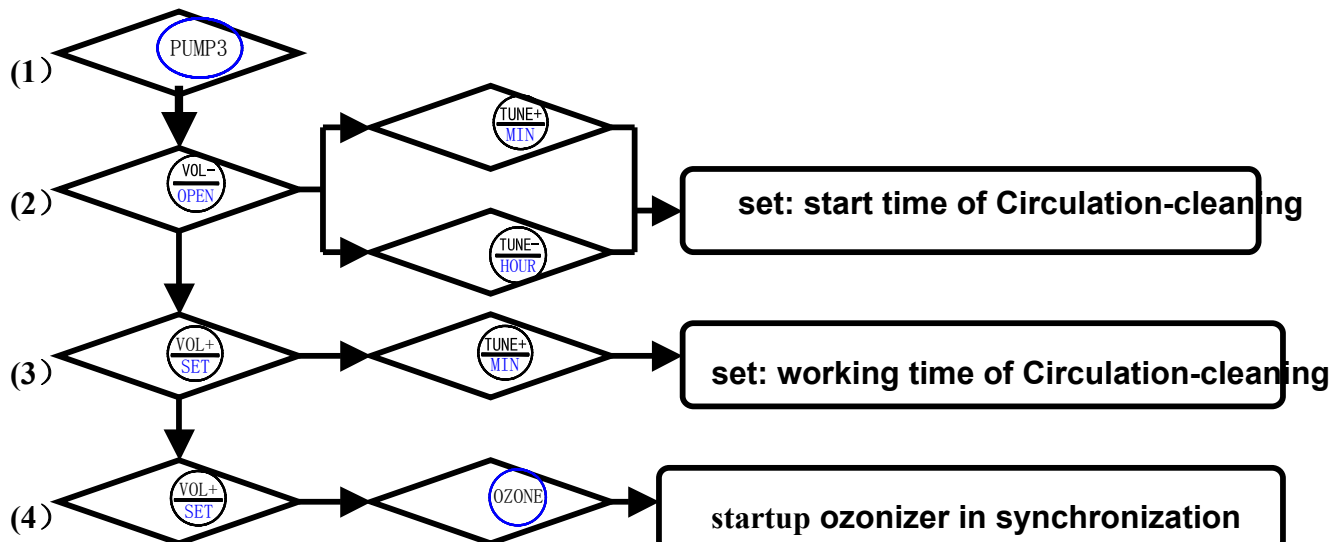 (1）
PUMP3
(2）
VOL-
OPEN
TUNE+
MIN
TUNE-
HOUR
set: start time of Circulation-cleaning
(3）
VOL+
SET
TUNE+
MIN
set: working time of Circulation-cleaning
(4）
VOL+
SET
OZONE
startup ozonizer in synchronization